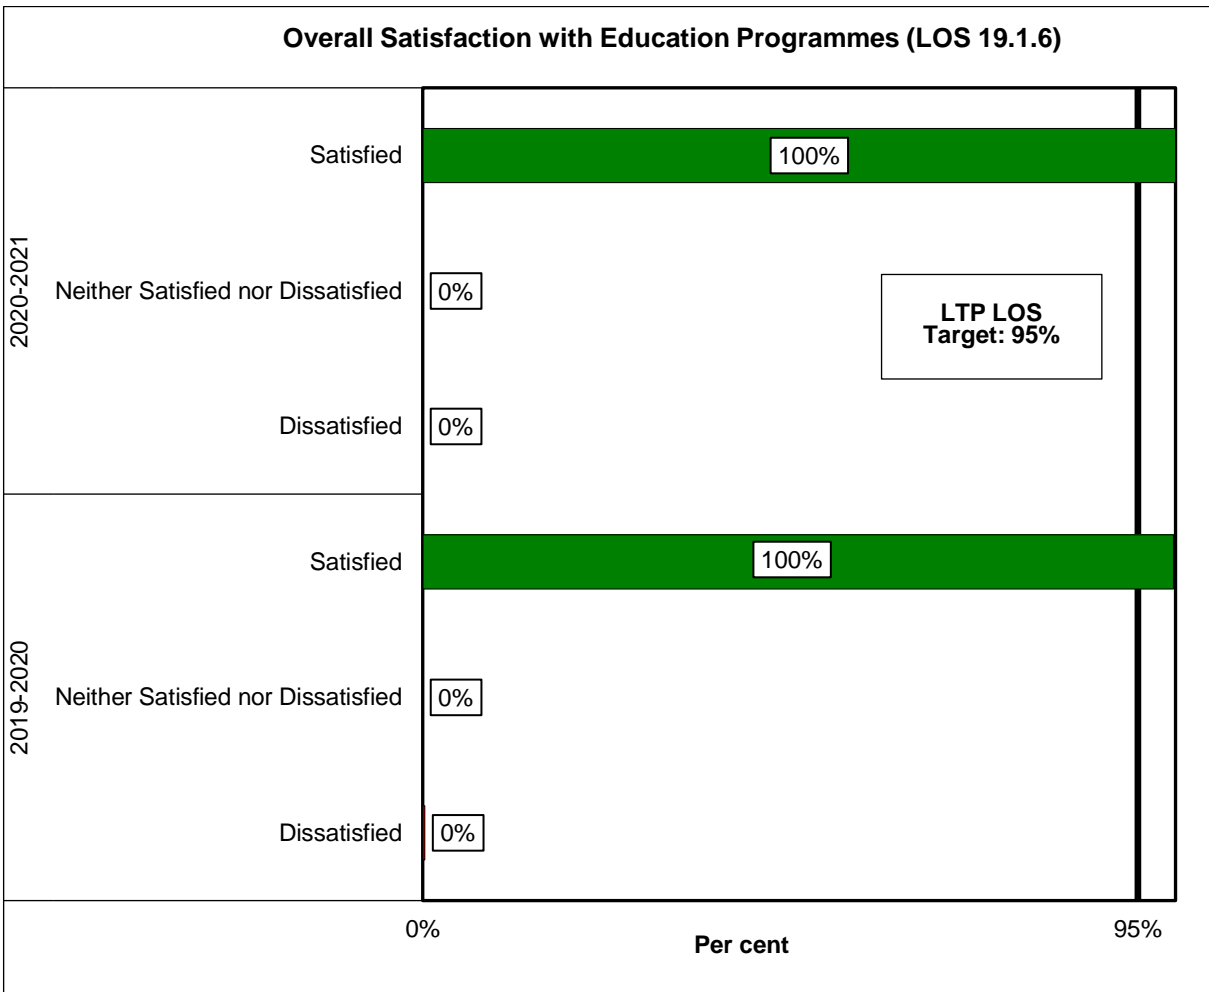 Overall Satisfaction with Education Programmes (LOS 19.1.6)
2020-2021
Satisfied
100%
Neither Satisfied nor Dissatisfied
0%
LTP LOS
Target: 95%
Dissatisfied
0%
2019-2020
Satisfied
100%
Neither Satisfied nor Dissatisfied
0%
Dissatisfied
0%
0%
95%
Per cent